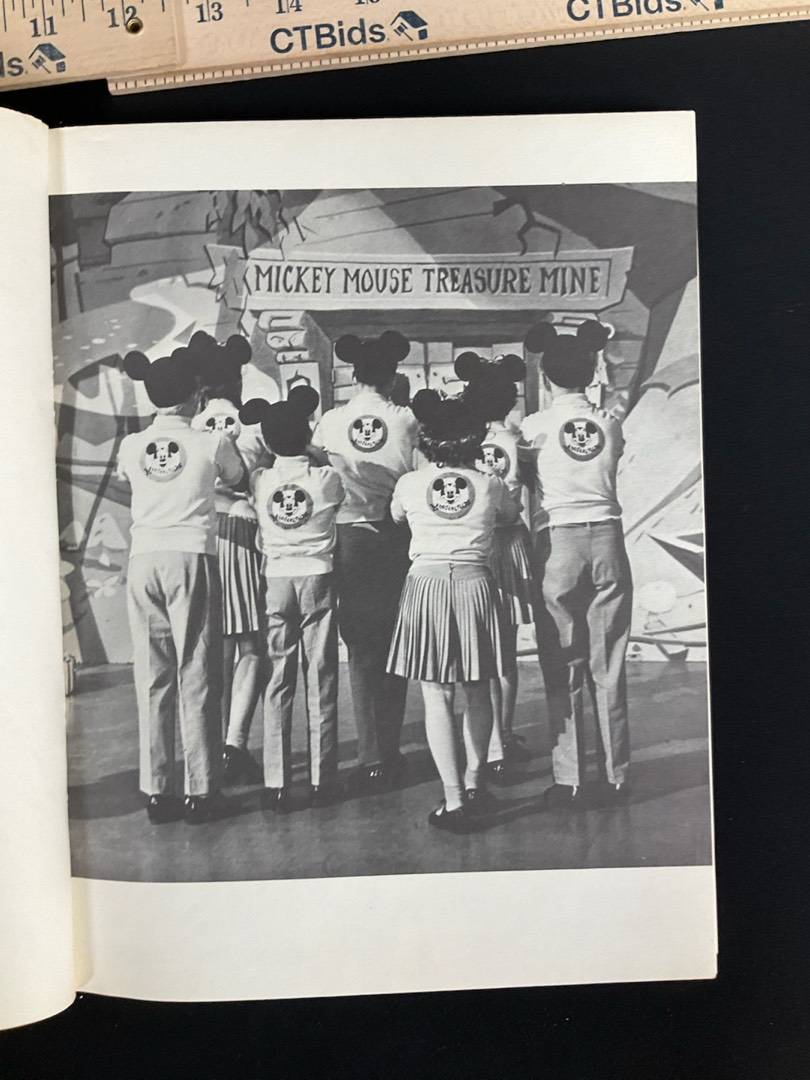 11 12 13 14
CTBids.
CTBids.
ds.
MICKEY MOUSE TREASURE MINE